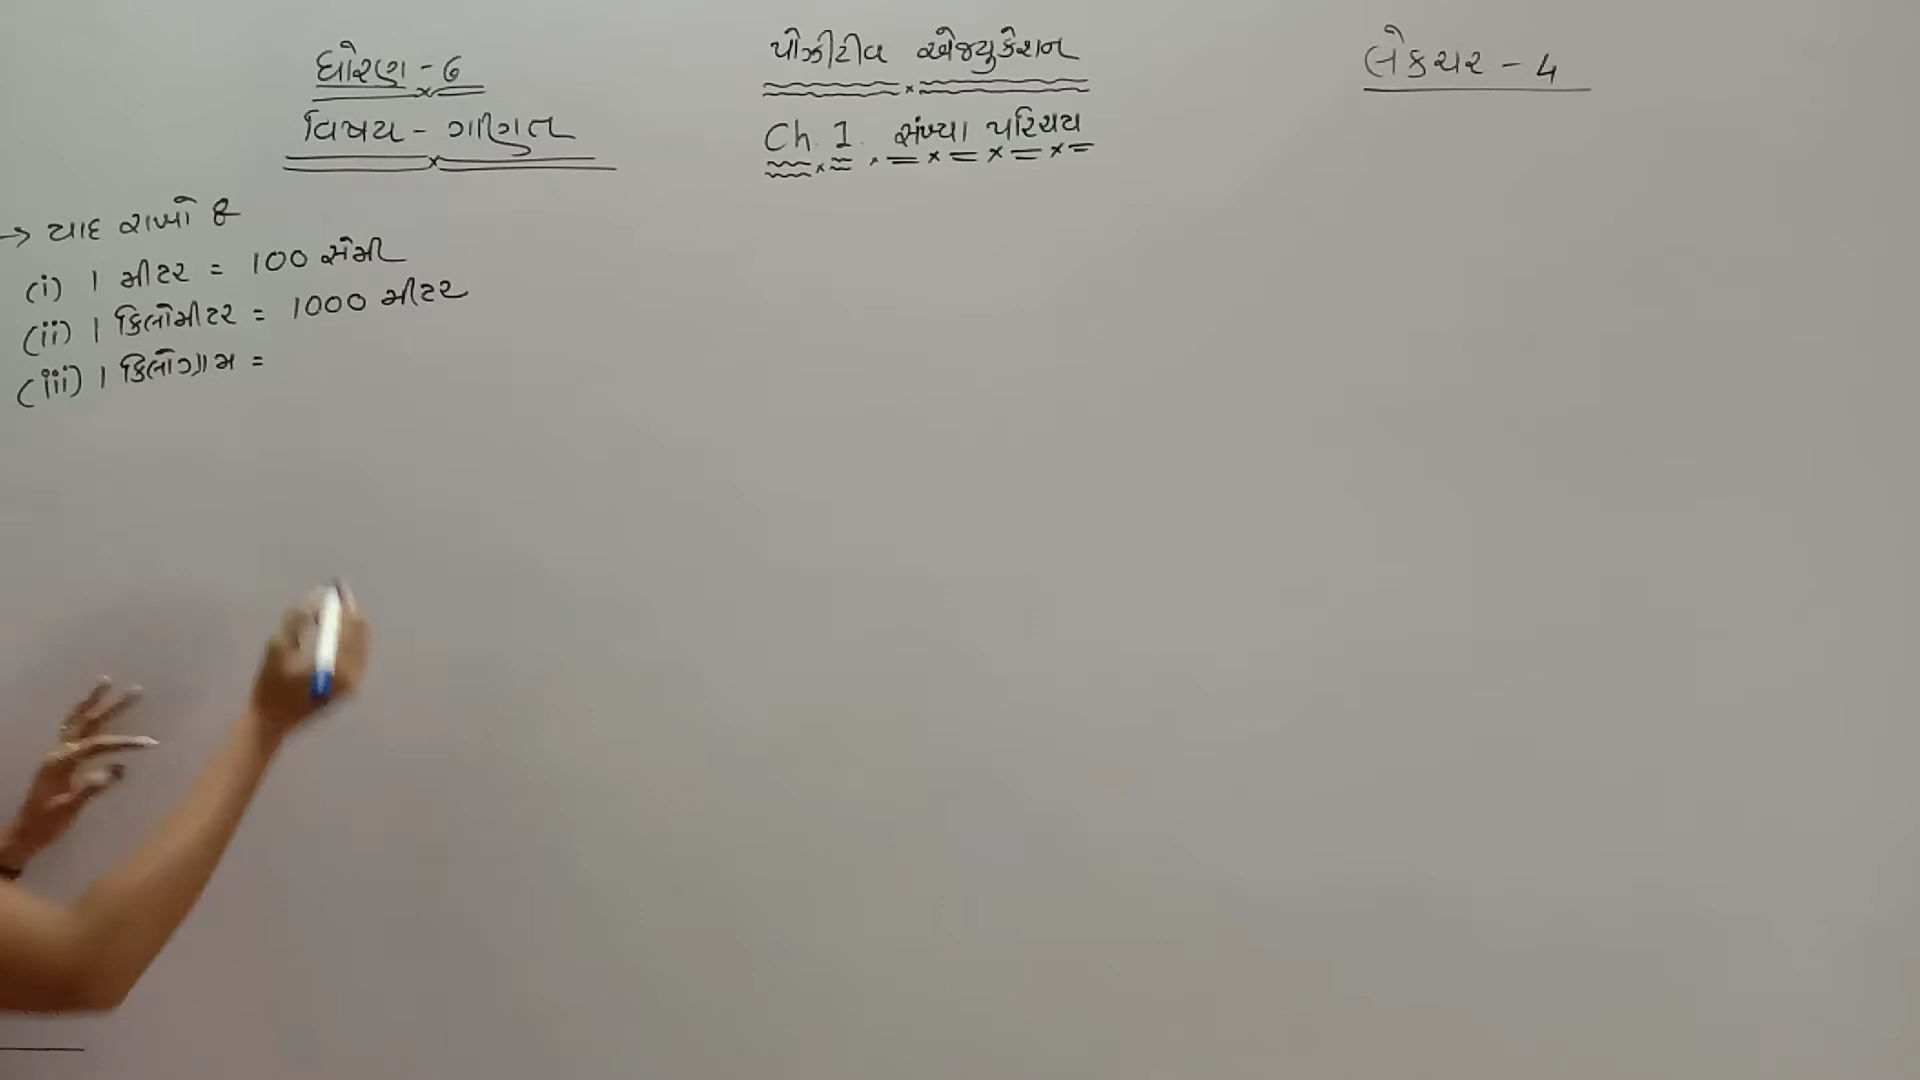 ધોરણ - 6
વિષય - ગણિત
પોઝીટીવ એજ્યુકેશન
Ch. 1. સંખ્યા પરિચય
લેકચર - 4
→ યાદ રાખો :-
(i) 1 મીટર = 100 સેમી
(ii) 1 કિલોમીટર = 1000 મીટર
(iii) 1 કિલોગ્રામ =